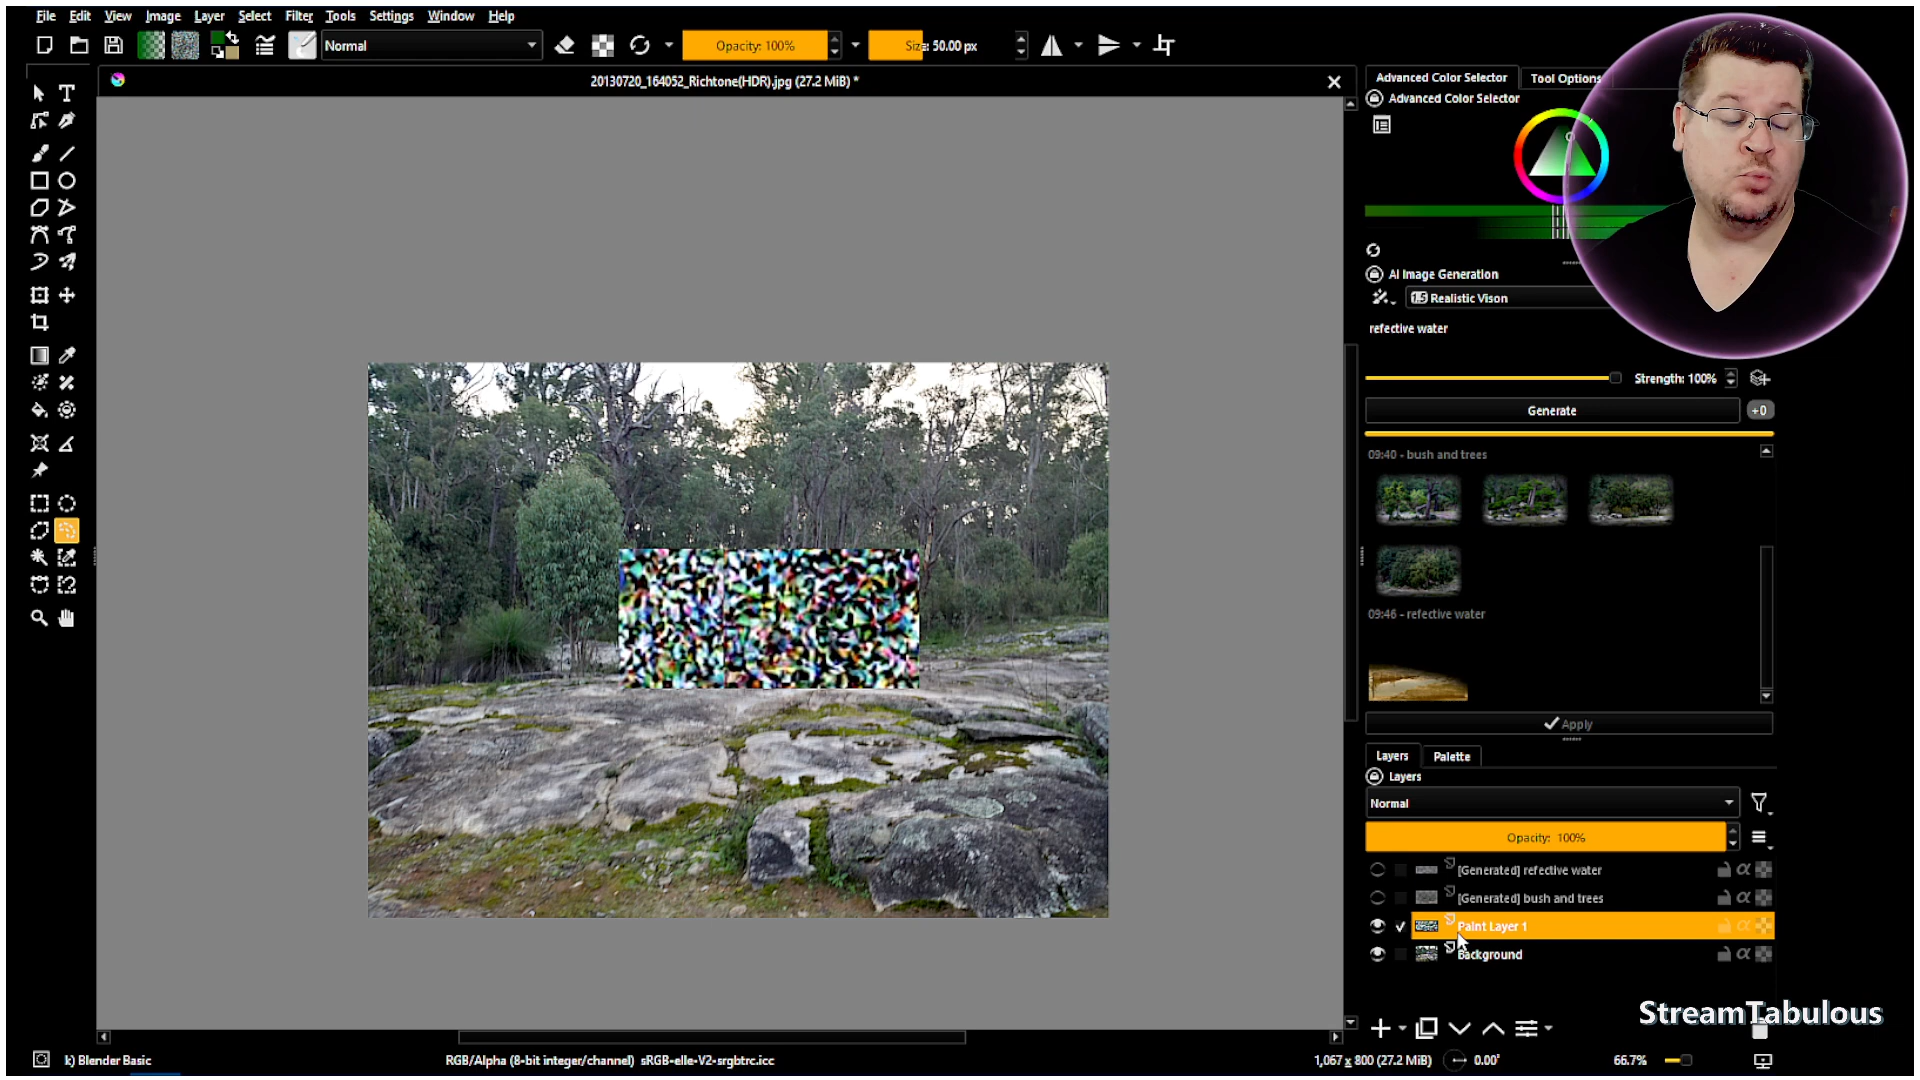 File Edit View Image Layer Select Filter Tools Settings Window Help
Normal
Opacity: 100%
Size: 50.00 px
20130720_164052_Richtone(HDR).jpg (27.2 MiB) *
Advanced Color Selector
Tool Options
Advanced Color Selector
AI Image Generation
1.5 Realistic Vison
refective water
Strength: 100%
Generate
+0
09:40 - bush and trees
09:46 - refective water
Apply
Layers
Palette
Layers
Normal
Opacity: 100%
[Generated] refective water
[Generated] bush and trees
Paint Layer 1
Background
StreamTabulous
k) Blender Basic
RGB/Alpha (8-bit integer/channel) sRGB-elle-V2-srgbtrc.icc
1,067 x 800 (27.2 MiB)
0.00°
66.7%